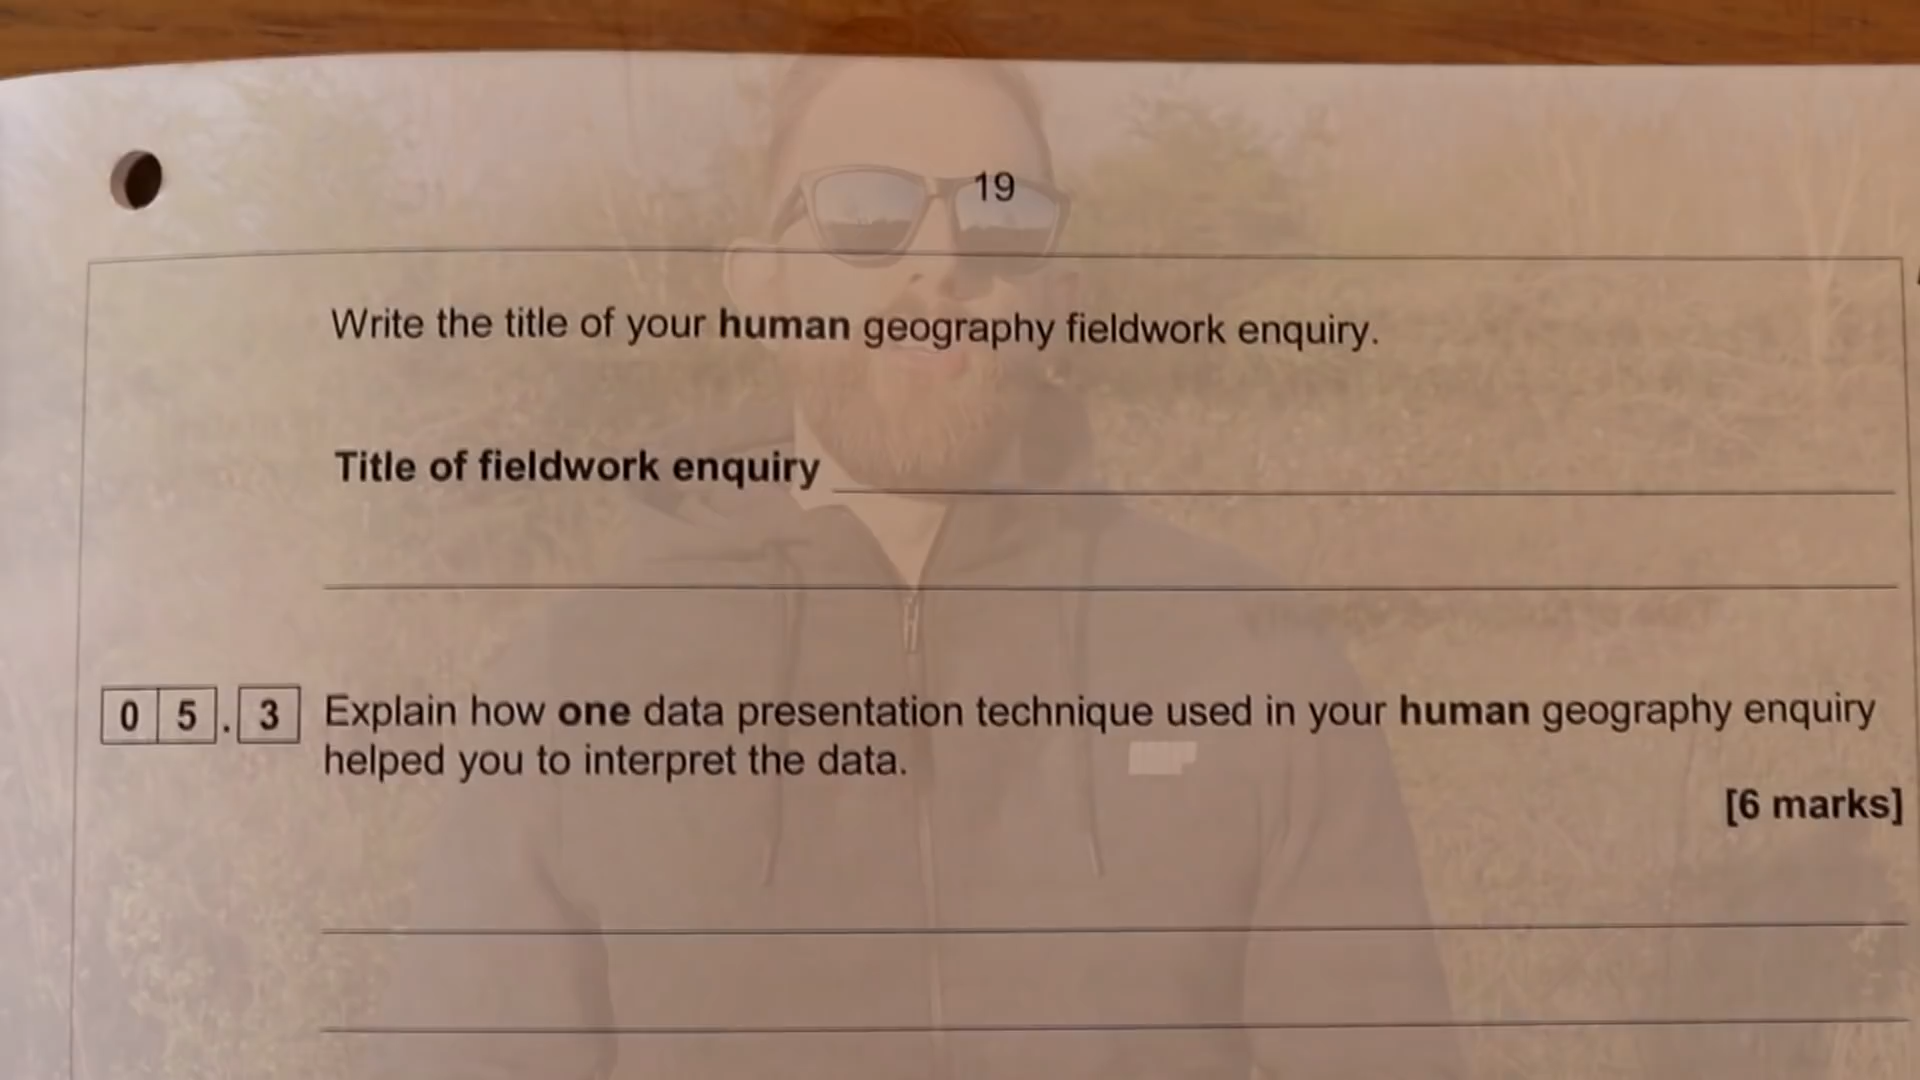 19
Write the title of your human geography fieldwork enquiry.
Title of fieldwork enquiry
0 5 . 3 Explain how one data presentation technique used in your human geography enquiry
helped you to interpret the data.
[6 marks]